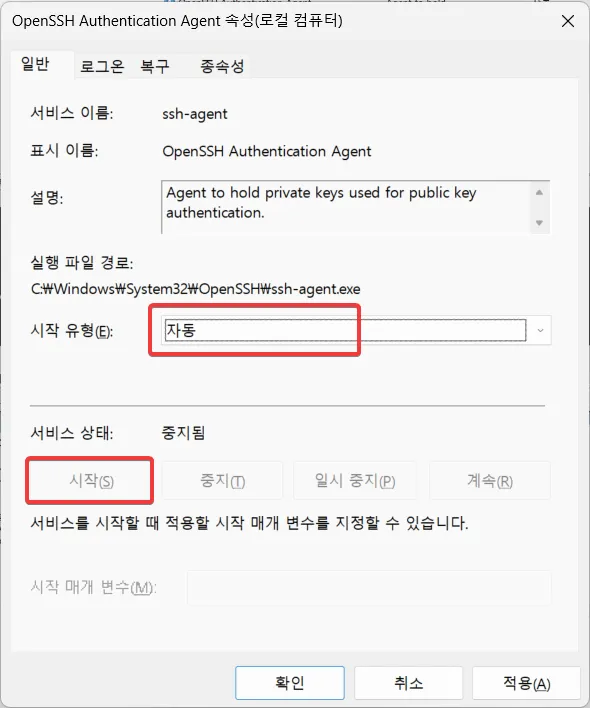 OpenSSH Authentication Agent 속성(로컬 컴퓨터)
일반 로그온 복구 종속성
서비스 이름: ssh-agent
표시 이름: OpenSSH Authentication Agent
설명: Agent to hold private keys used for public key
authentication.
실행 파일 경로:
C:₩Windows₩System32₩OpenSSH₩ssh-agent.exe
시작 유형(E): 자동
서비스 상태: 중지됨
시작(S) 중지(T) 일시 중지(P) 계속(R)
서비스를 시작할 때 적용할 시작 매개 변수를 지정할 수 있습니다.
시작 매개 변수(M):
확인 취소 적용(A)